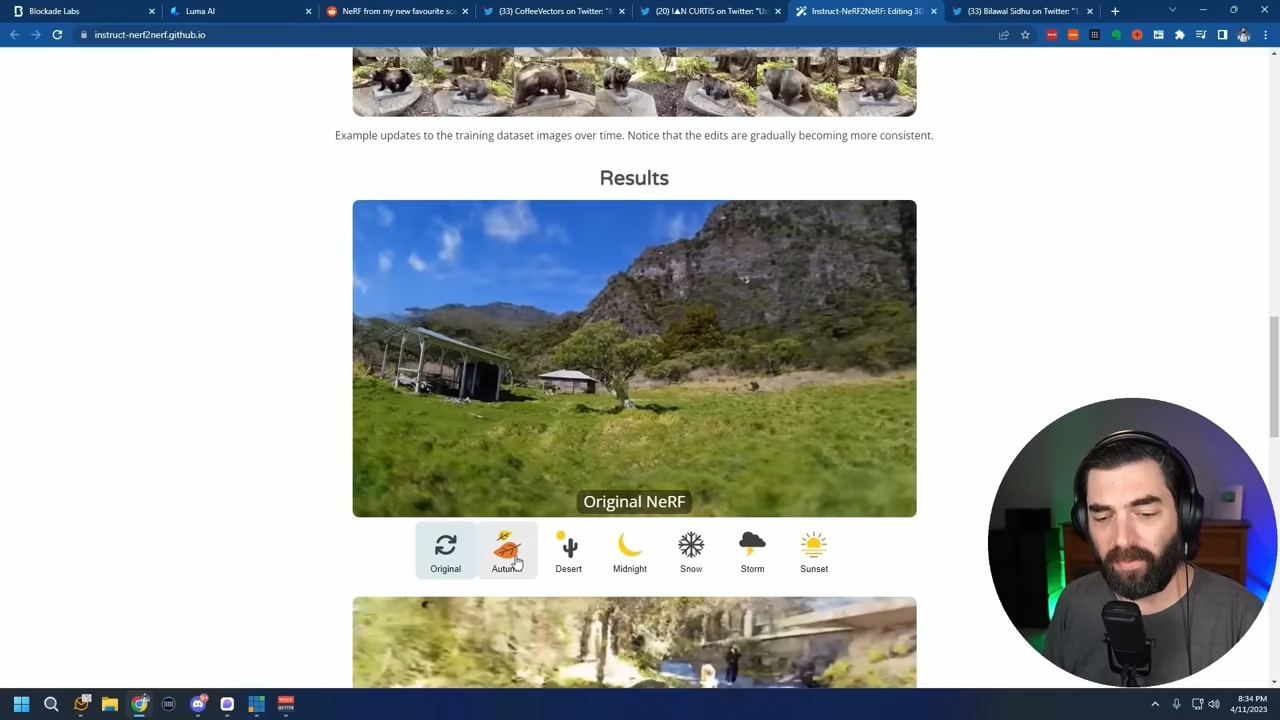 Blockade Labs
Luma AI
NeRF from my new favourite sc
(33) CoffeeVectors on Twitter: "
(20) I▲N CURTIS on Twitter: "U
Instruct-NeRF2NeRF: Editing 3D
(33) Bilawal Sidhu on Twitter: "
instruct-nerf2nerf.github.io
Example updates to the training dataset images over time. Notice that the edits are gradually becoming more consistent.
Results
Original NeRF
Original
Autumn
Desert
Midnight
Snow
Storm
Sunset
8:34 PM
4/11/2023